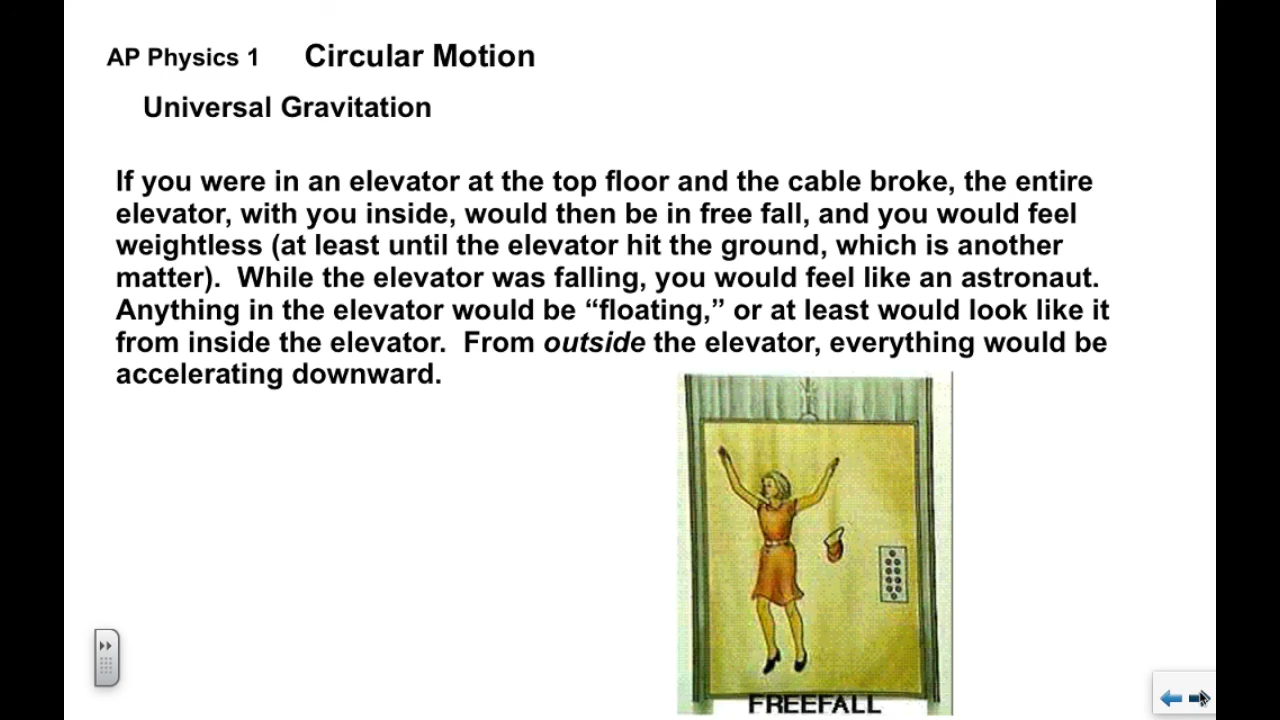 AP Physics 1 Circular Motion
Universal Gravitation
If you were in an elevator at the top floor and the cable broke, the entire
elevator, with you inside, would then be in free fall, and you would feel
weightless (at least until the elevator hit the ground, which is another
matter).  While the elevator was falling, you would feel like an astronaut.
Anything in the elevator would be “floating,” or at least would look like it
from inside the elevator.  From outside the elevator, everything would be
accelerating downward.
FREEFALL